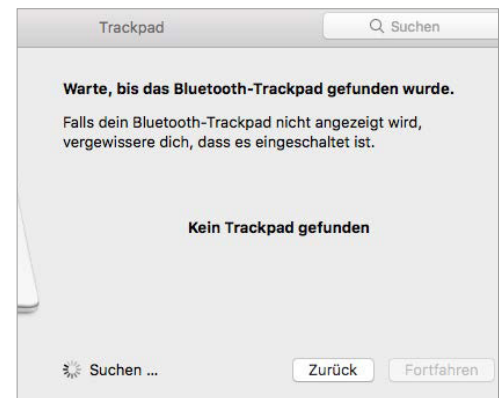 Trackpad
Suchen
Warte, bis das Bluetooth-Trackpad gefunden wurde.
Falls dein Bluetooth-Trackpad nicht angezeigt wird,
vergewissere dich, dass es eingeschaltet ist.
Kein Trackpad gefunden
Suchen ...
Zurück
Fortfahren